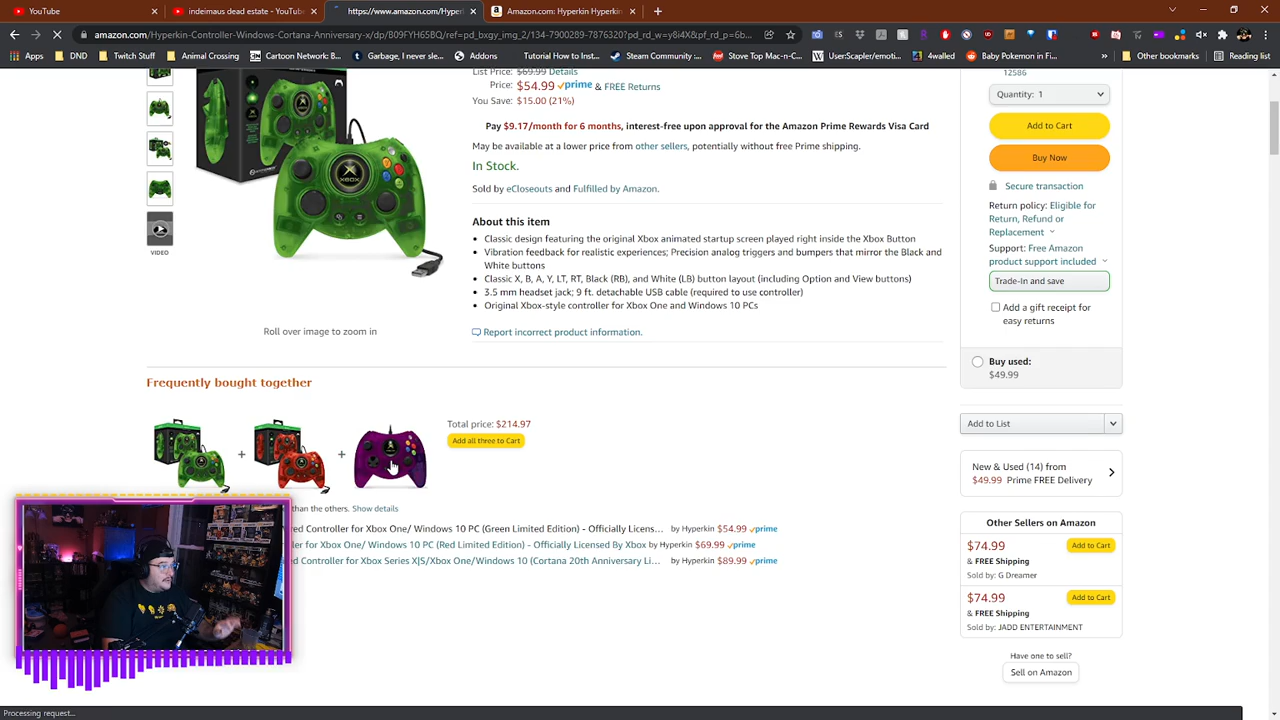 YouTube
indemaus dead estate - YouTube
https://www.amazon.com/Hyper
Amazon.com: Hyperkin Hyperkin
amazon.com/Hyperkin-Controller-Windows-Cortana-Anniversary-x/dp/B09FYH65BQ/ref=pd_bxgy_img_2/134-7900289-7876320?pd_rd_w=y8i4X&pf_rd_p=6b...
Apps
DND
Twitch Stuff
Animal Crossing
Cartoon Network: B...
Garbage, I never sle...
Addons
Tutorial How to Inst...
Steam Community :...
Stove Top Mac-n-C...
User:Scapler/emoti...
4walled
Baby Pokemon in Fi...
Other bookmarks
Reading list
List Price: $69.99 Details
Price: $54.99 prime & FREE Returns
You Save: $15.00 (21%)
Pay $9.17/month for 6 months, interest-free upon approval for the Amazon Prime Rewards Visa Card
May be available at a lower price from other sellers, potentially without free Prime shipping.
In Stock.
Sold by eCloseouts and Fulfilled by Amazon.
About this item
• Classic design featuring the original Xbox animated startup screen played right inside the Xbox Button
• Vibration feedback for realistic experiences; Precision analog triggers and bumpers that mirror the Black and
White buttons
• Classic X, B, A, Y, LT, RT, Black (RB), and White (LB) button layout (including Option and View buttons)
• 3.5 mm headset jack; 9 ft. detachable USB cable (required to use controller)
• Original Xbox-style controller for Xbox One and Windows 10 PCs
Report incorrect product information.
XBOX
VIDEO
Roll over image to zoom in
12586
Quantity: 1
Add to Cart
Buy Now
Secure transaction
Return policy: Eligible for
Return, Refund or
Replacement
Support: Free Amazon
product support included
Trade-In and save
Add a gift receipt for
easy returns
Buy used:
$49.99
Add to List
New & Used (14) from
$49.99 Prime FREE Delivery
Other Sellers on Amazon
$74.99 Add to Cart
& FREE Shipping
Sold by: G Dreamer
$74.99 Add to Cart
& FREE Shipping
Sold by: JADD ENTERTAINMENT
Have one to sell?
Sell on Amazon
Frequently bought together
+
+
Total price: $214.97
Add all three to Cart
than the others. Show details
red Controller for Xbox One/ Windows 10 PC (Green Limited Edition) - Officially Licens... by Hyperkin $54.99 prime
ler for Xbox One/ Windows 10 PC (Red Limited Edition) - Officially Licensed By Xbox by Hyperkin $69.99 prime
ed Controller for Xbox Series X|S/Xbox One/Windows 10 (Cortana 20th Anniversary Li... by Hyperkin $89.99 prime
Processing request...